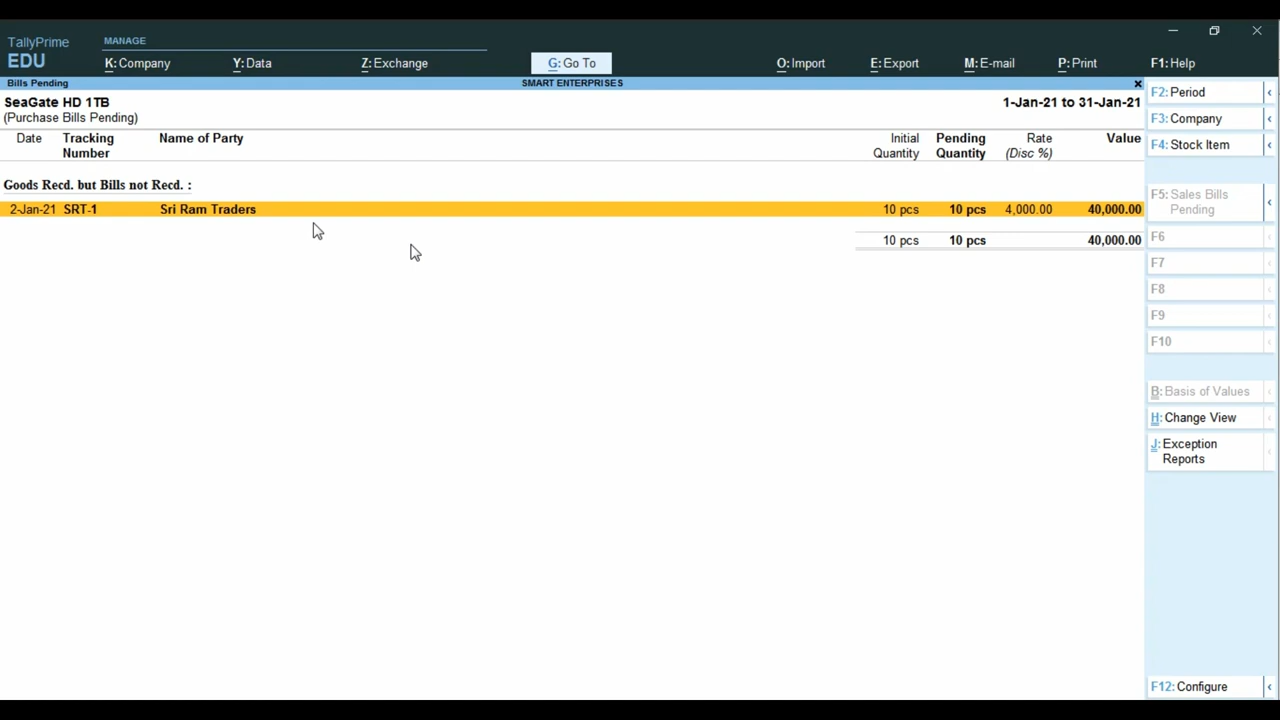 TallyPrime
EDU
MANAGE
K: Company
Y: Data
Z: Exchange
G: Go To
O: Import
E: Export
M: E-mail
P: Print
F1: Help
Bills Pending
SMART ENTERPRISES
SeaGate HD 1TB
1-Jan-21 to 31-Jan-21
(Purchase Bills Pending)
Date Tracking Number Name of Party Initial Quantity Pending Quantity Rate (Disc %) Value
Goods Recd. but Bills not Recd. :
2-Jan-21 SRT-1 Sri Ram Traders 10 pcs 10 pcs 4,000.00 40,000.00
10 pcs 10 pcs 40,000.00
F2: Period
F3: Company
F4: Stock Item
F5: Sales Bills
Pending
F6
F7
F8
F9
F10
B: Basis of Values
H: Change View
J: Exception
Reports
F12: Configure